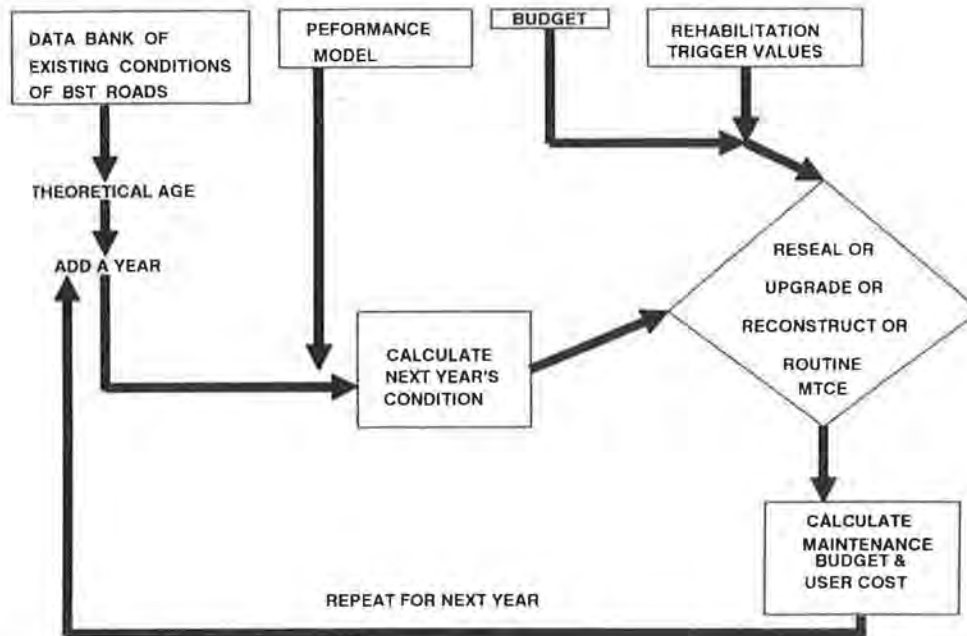 DATA BANK OF
EXISTING CONDITIONS
OF BST ROADS
PEFORMANCE
MODEL
BUDGET
REHABILITATION
TRIGGER VALUES
THEORETICAL AGE
ADD A YEAR
CALCULATE
NEXT YEAR'S
CONDITION
RESEAL OR
UPGRADE OR
RECONSTRUCT OR
ROUTINE
MTCE
CALCULATE
MAINTENANCE
BUDGET &
USER COST
REPEAT FOR NEXT YEAR